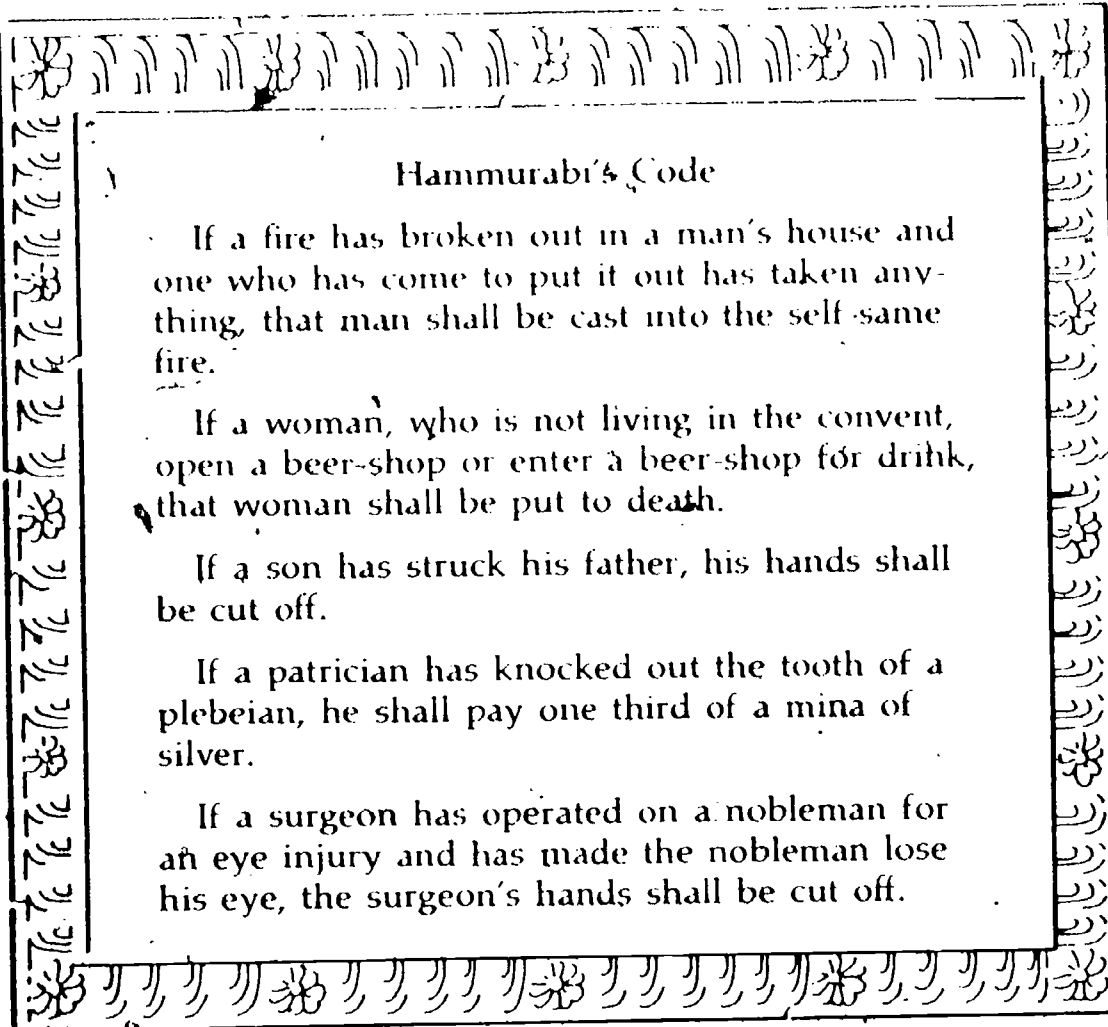 Hammurabi's Code
If a fire has broken out in a man's house and
one who has come to put it out has taken any-
thing, that man shall be cast into the self-same
fire.
If a woman, who is not living in the convent,
open a beer-shop or enter a beer-shop for drink,
that woman shall be put to death.
If a son has struck his father, his hands shall
be cut off.
If a patrician has knocked out the tooth of a
plebeian, he shall pay one third of a mina of
silver.
If a surgeon has operated on a nobleman for
an eye injury and has made the nobleman lose
his eye, the surgeon's hands shall be cut off.